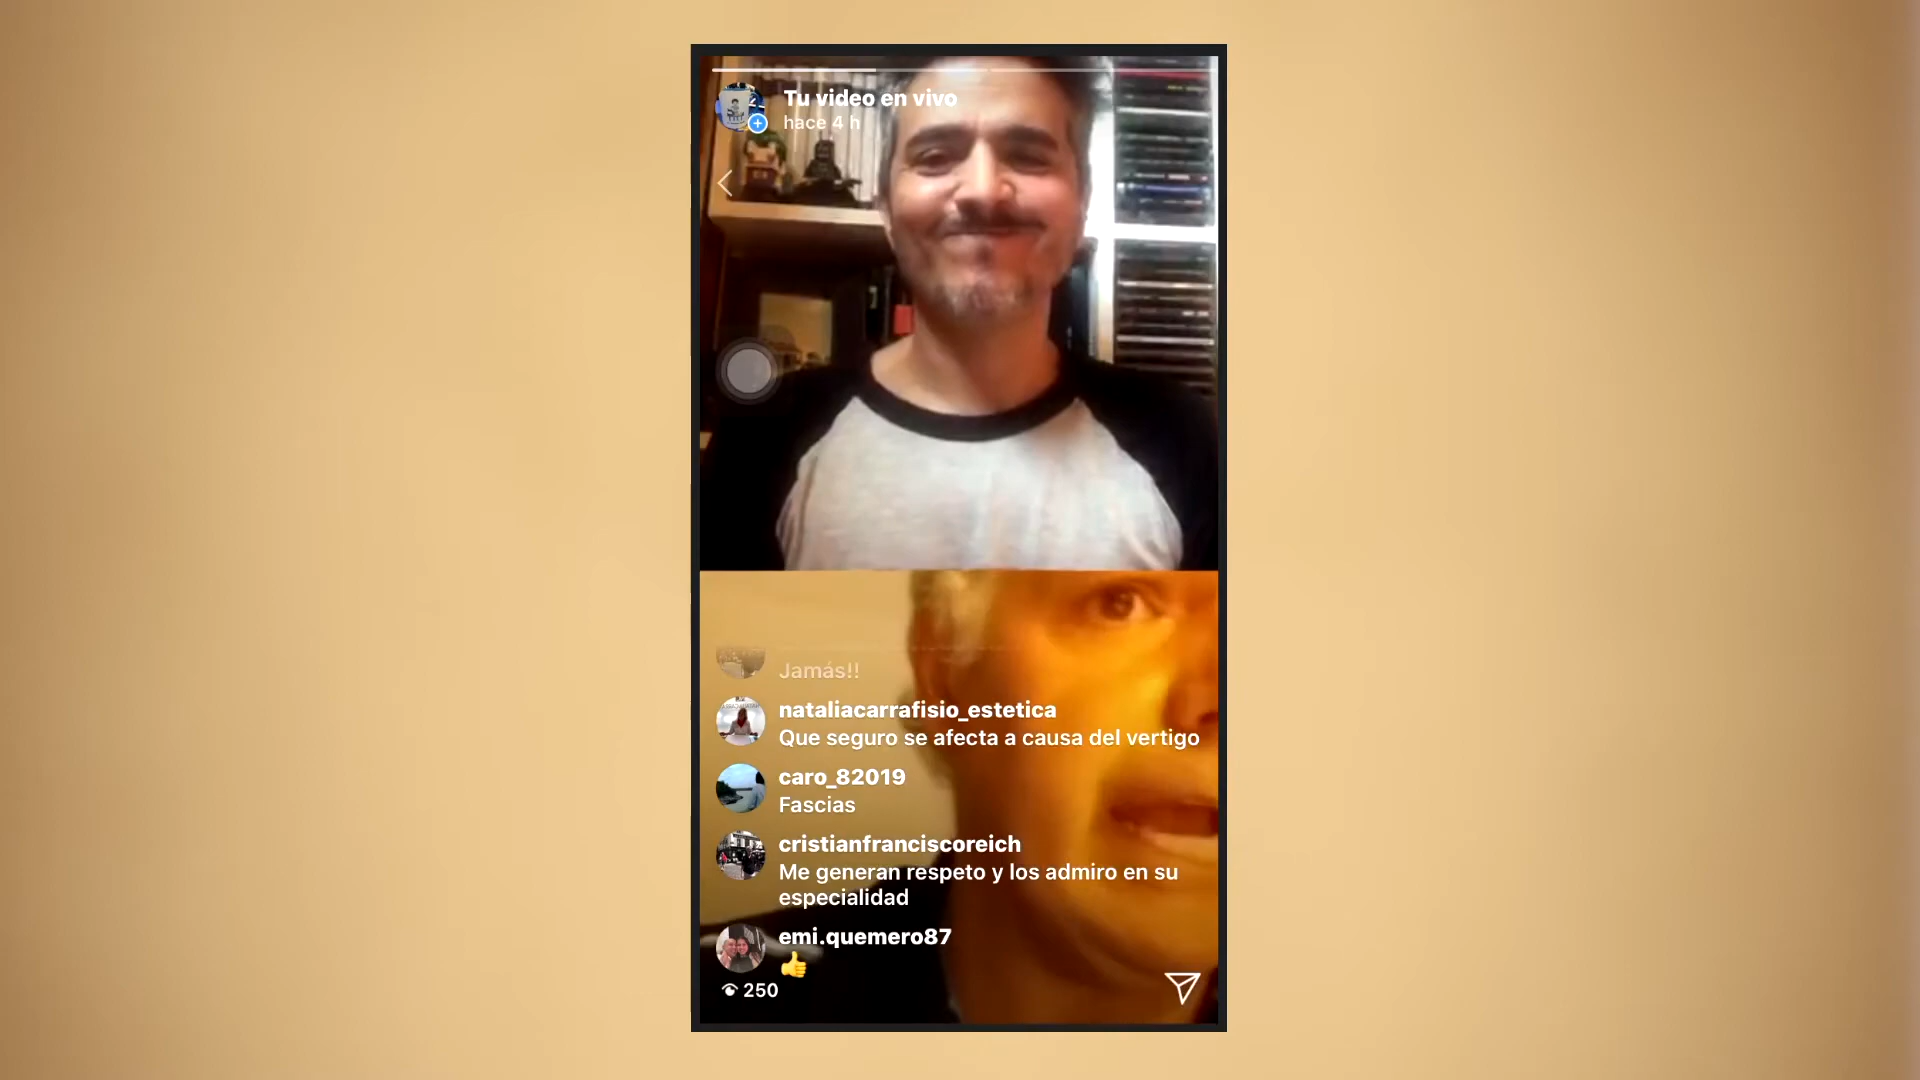 Tu video en vivo
hace 4 h
Jamás!!
nataliacarrafisio_estetica
Que seguro se afecta a causa del vertigo
caro_82019
Fascias
cristianfranciscoreich
Me generan respeto y los admiro en su
especialidad
emi.quemero87
👍
250